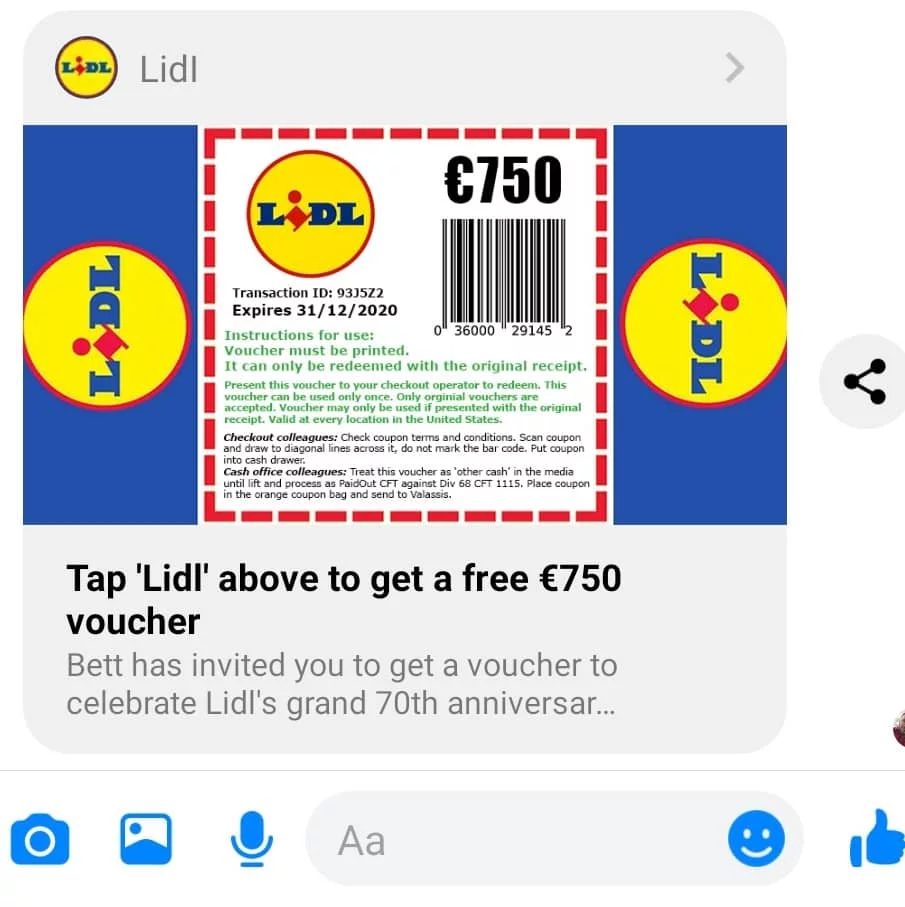 LIDL
Lidl
LIDL
€750
LIDL
LIDL
Transaction ID: 93J5Z2
Expires 31/12/2020
0 36000 29145 2
Instructions for use:
Voucher must be printed.
It can only be redeemed with the original receipt.
Present this voucher to your checkout operator to redeem. This
voucher can be used only once. Only orginial vouchers are
accepted. Voucher may only be used if presented with the original
receipt. Valid at every location in the United States.
Checkout colleagues: Check coupon terms and conditions. Scan coupon
and draw to diagonal lines across it, do not mark the bar code. Put coupon
into cash drawer.
Cash office colleagues: Treat this voucher as 'other cash' in the media
until lift and process as PaidOut CFT against Div 68 CFT 1115. Place coupon
in the orange coupon bag and send to Valassis.
Tap 'Lidl' above to get a free €750
voucher
Bett has invited you to get a voucher to
celebrate Lidl's grand 70th anniversar...
Aa